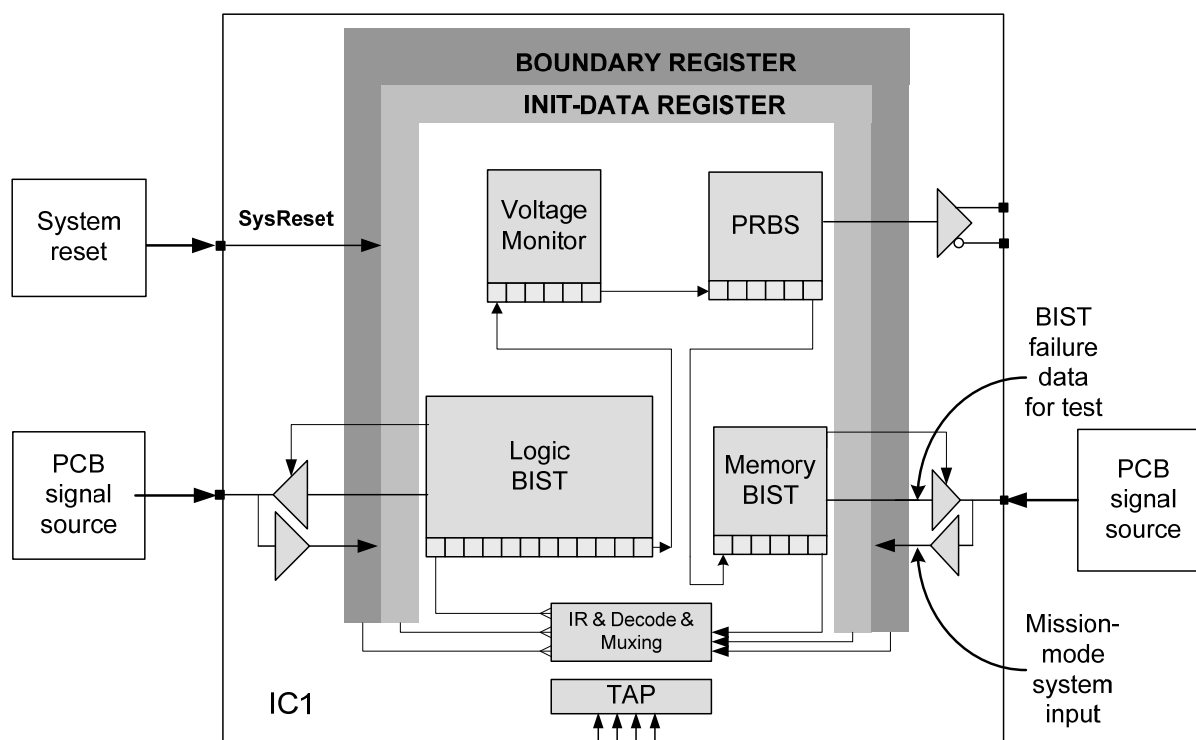 BOUNDARY REGISTER
INIT-DATA REGISTER
System
reset
SysReset
Voltage
Monitor
PRBS
BIST
failure
data
for test
PCB
signal
source
Logic
BIST
Memory
BIST
PCB
signal
source
IR & Decode &
Muxing
Mission-
mode
system
input
TAP
IC1